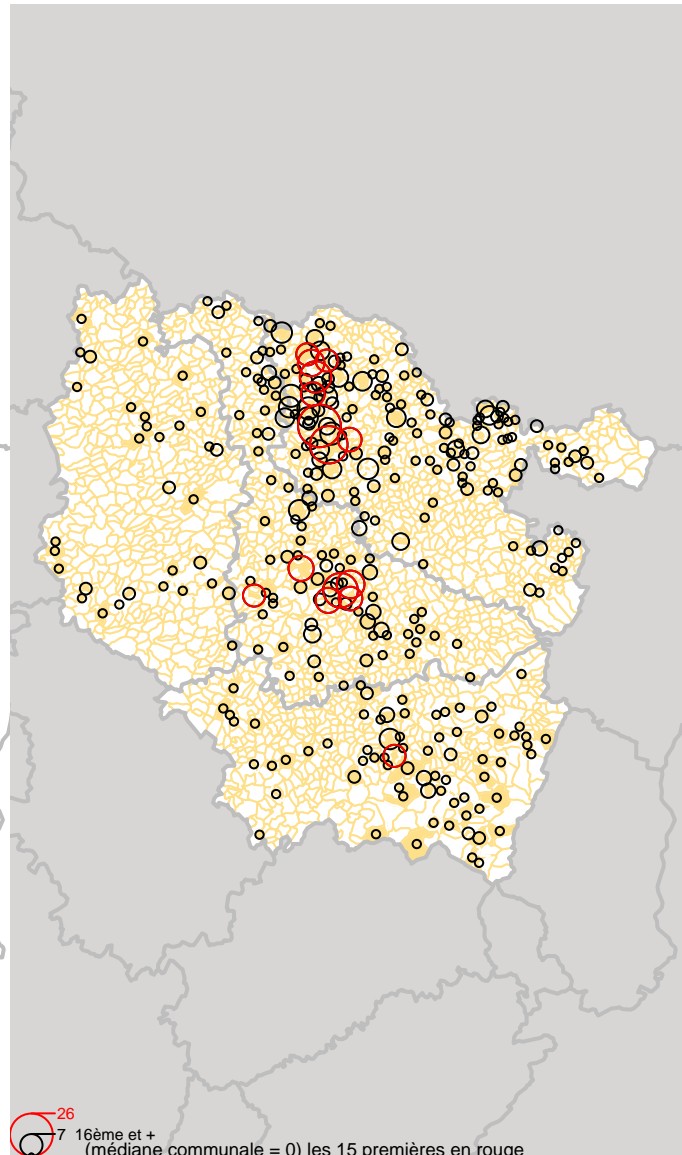 26
7 16ème et +
(médiane communale = 0) les 15 premières en rouge